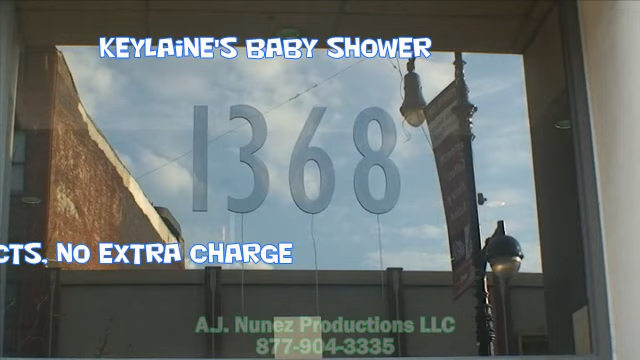 KEYLAINE'S BABY SHOWER
1368
CTS, NO EXTRA CHARGE
A.J. Nunez Productions LLC
877-904-3335